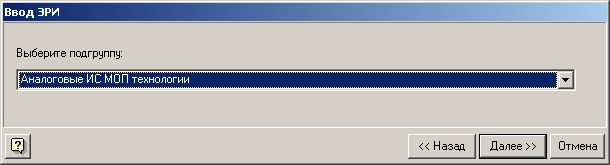 Ввод ЭРИ
Выберите подгруппу:
Аналоговые ИС МОП технологии
?
<< Назад
Далее >>
Отмена